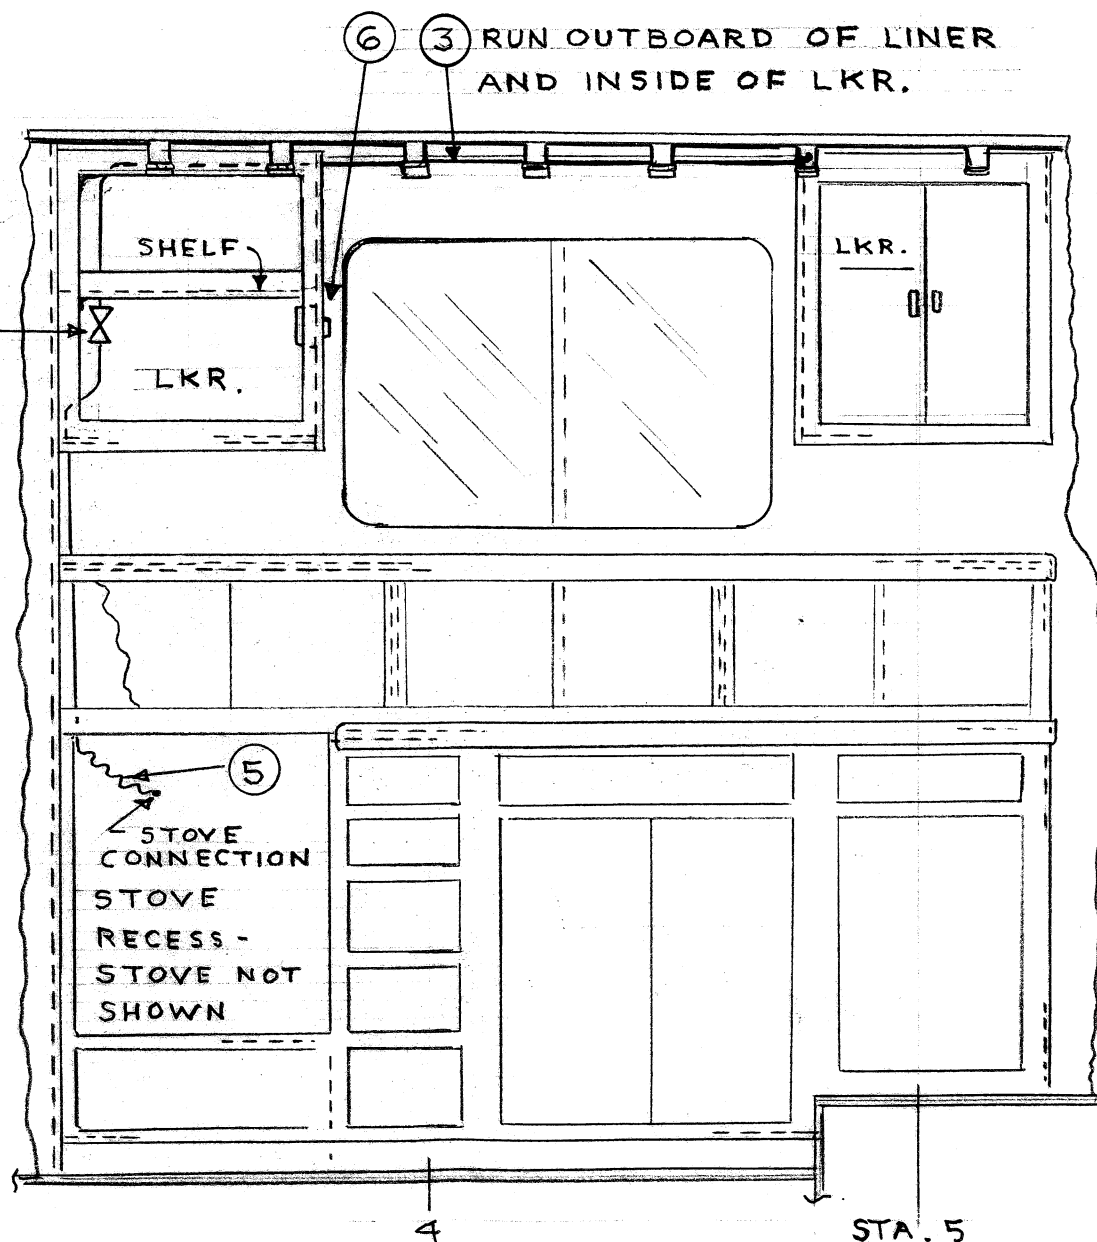 6 3 RUN OUTBOARD OF LINER
AND INSIDE OF LKR.
SHELF
LKR.
LKR.
5
STOVE
CONNECTION
STOVE
RECESS-
STOVE NOT
SHOWN
4
STA. 5